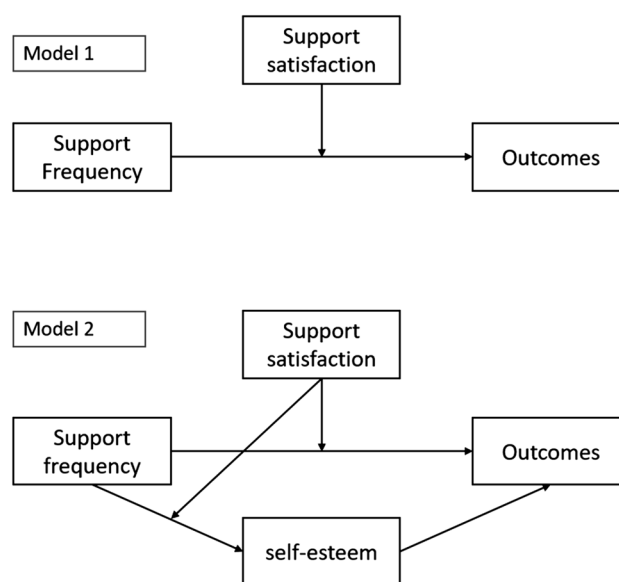 Model 1
Support
satisfaction
Support
Frequency
Outcomes
Model 2
Support
satisfaction
Support
frequency
Outcomes
self-esteem